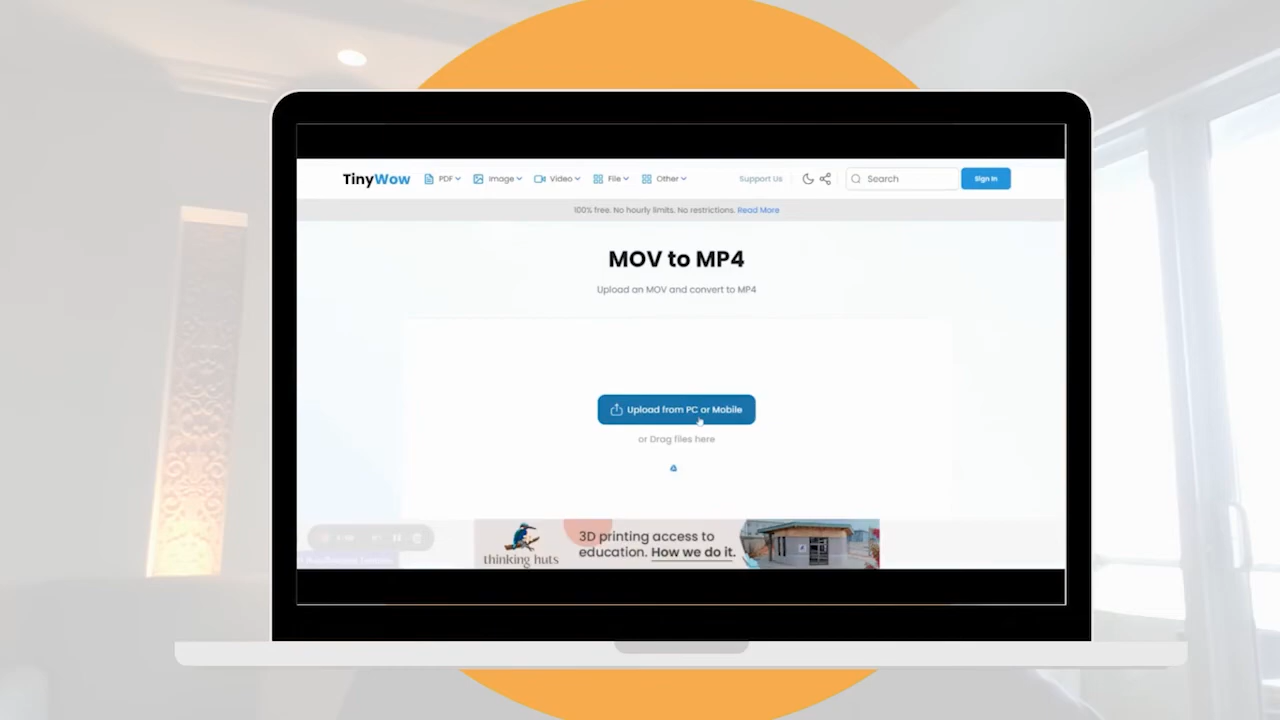 TinyWow PDF Image Video File Other Support Us Search Sign In
100% free. No hourly limits. No restrictions. Read More
MOV to MP4
Upload an MOV and convert to MP4
Upload from PC or Mobile
or Drag files here
thinking huts
3D printing access to
education. How we do it.